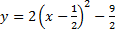 y = 2(x − 1/2)² − 9/2